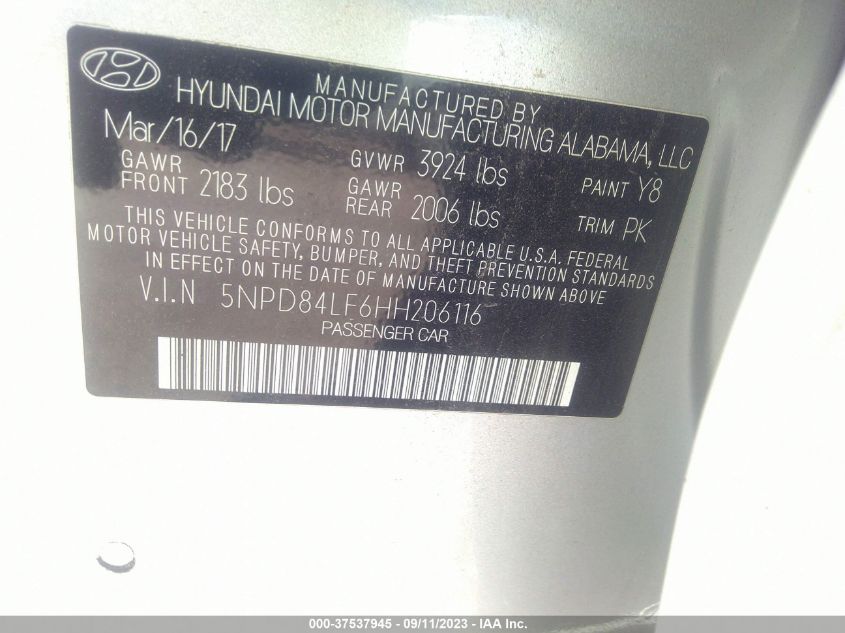 MANUFACTURED BY
HYUNDAI MOTOR MANUFACTURING ALABAMA, LLC
Mar/16/17
GAWR FRONT 2183 lbs
GVWR 3924 lbs
GAWR REAR 2006 lbs
PAINT Y8
TRIM PK
THIS VEHICLE CONFORMS TO ALL APPLICABLE U.S.A. FEDERAL
MOTOR VEHICLE SAFETY, BUMPER, AND THEFT PREVENTION STANDARDS
IN EFFECT ON THE DATE OF MANUFACTURE SHOWN ABOVE
V.I.N 5NPD84LF6HH206116
PASSENGER CAR
000-37537945 - 09/11/2023 - IAA Inc.